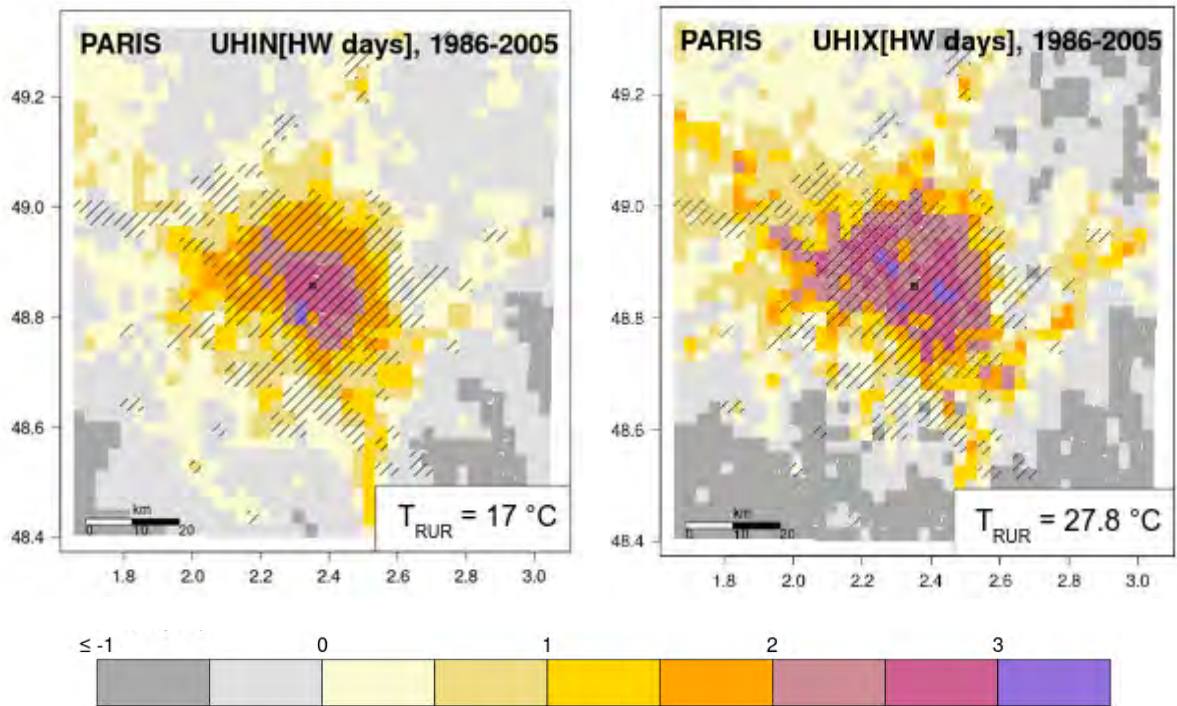 PARIS UHIN[HW days], 1986-2005
49.2
49.0
48.8
48.6
48.4
km
0 10 20
T_RUR = 17 °C
1.8 2.0 2.2 2.4 2.6 2.8 3.0
PARIS UHIX[HW days], 1986-2005
49.2
49.0
48.8
48.6
48.4
km
0 10 20
T_RUR = 27.8 °C
1.8 2.0 2.2 2.4 2.6 2.8 3.0
≤ -1 0 1 2 3